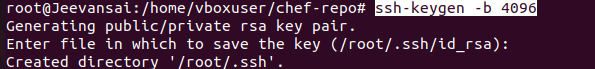 root@Jeevansai:/home/vboxuser/chef-repo# ssh-keygen -b 4096
Generating public/private rsa key pair.
Enter file in which to save the key (/root/.ssh/id_rsa):
Created directory '/root/.ssh'.